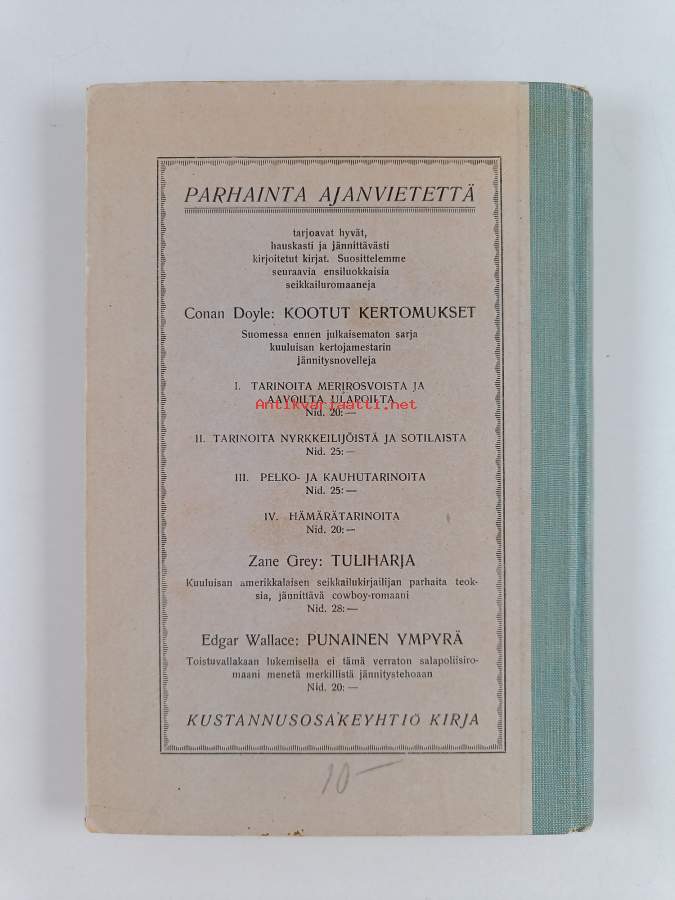 PARHAINTA AJANVIETETTÄ
tarjoavat hyvät,
hauskasti ja jännittävästi
kirjoitetut kirjat. Suosittelemme
seuraavia ensiluokkaisia
seikkailuromaaneja
Conan Doyle: KOOTUT KERTOMUKSET
Suomessa ennen julkaisematon sarja
kuuluisan kertojamestarin
jännitysnovelleja
I. TARINOITA MERIROSVOISTA JA
AAVOILTA ULAPOILTA
Antikvariaatti.net
Nid. 20:—
II. TARINOITA NYRKKEILIJÖISTÄ JA SOTILAISTA
Nid. 25:—
III. PELKO- JA KAUHUTARINOITA
Nid. 25:—
IV. HÄMÄRÄTARINOITA
Nid. 20:—
Zane Grey: TULIHARJA
Kuuluisan amerikkalaisen seikkailukirjailijan parhaita teok-
sia, jännittävä cowboy-romaani
Nid. 28:—
Edgar Wallace: PUNAINEN YMPYRÄ
Toistuvallakaan lukemisella ei tämä verraton salapoliisiro-
maani menetä merkillistä jännitystehoaan
Nid. 20:—
KUSTANNUSOSAKEYHTIÖ KIRJA
10—